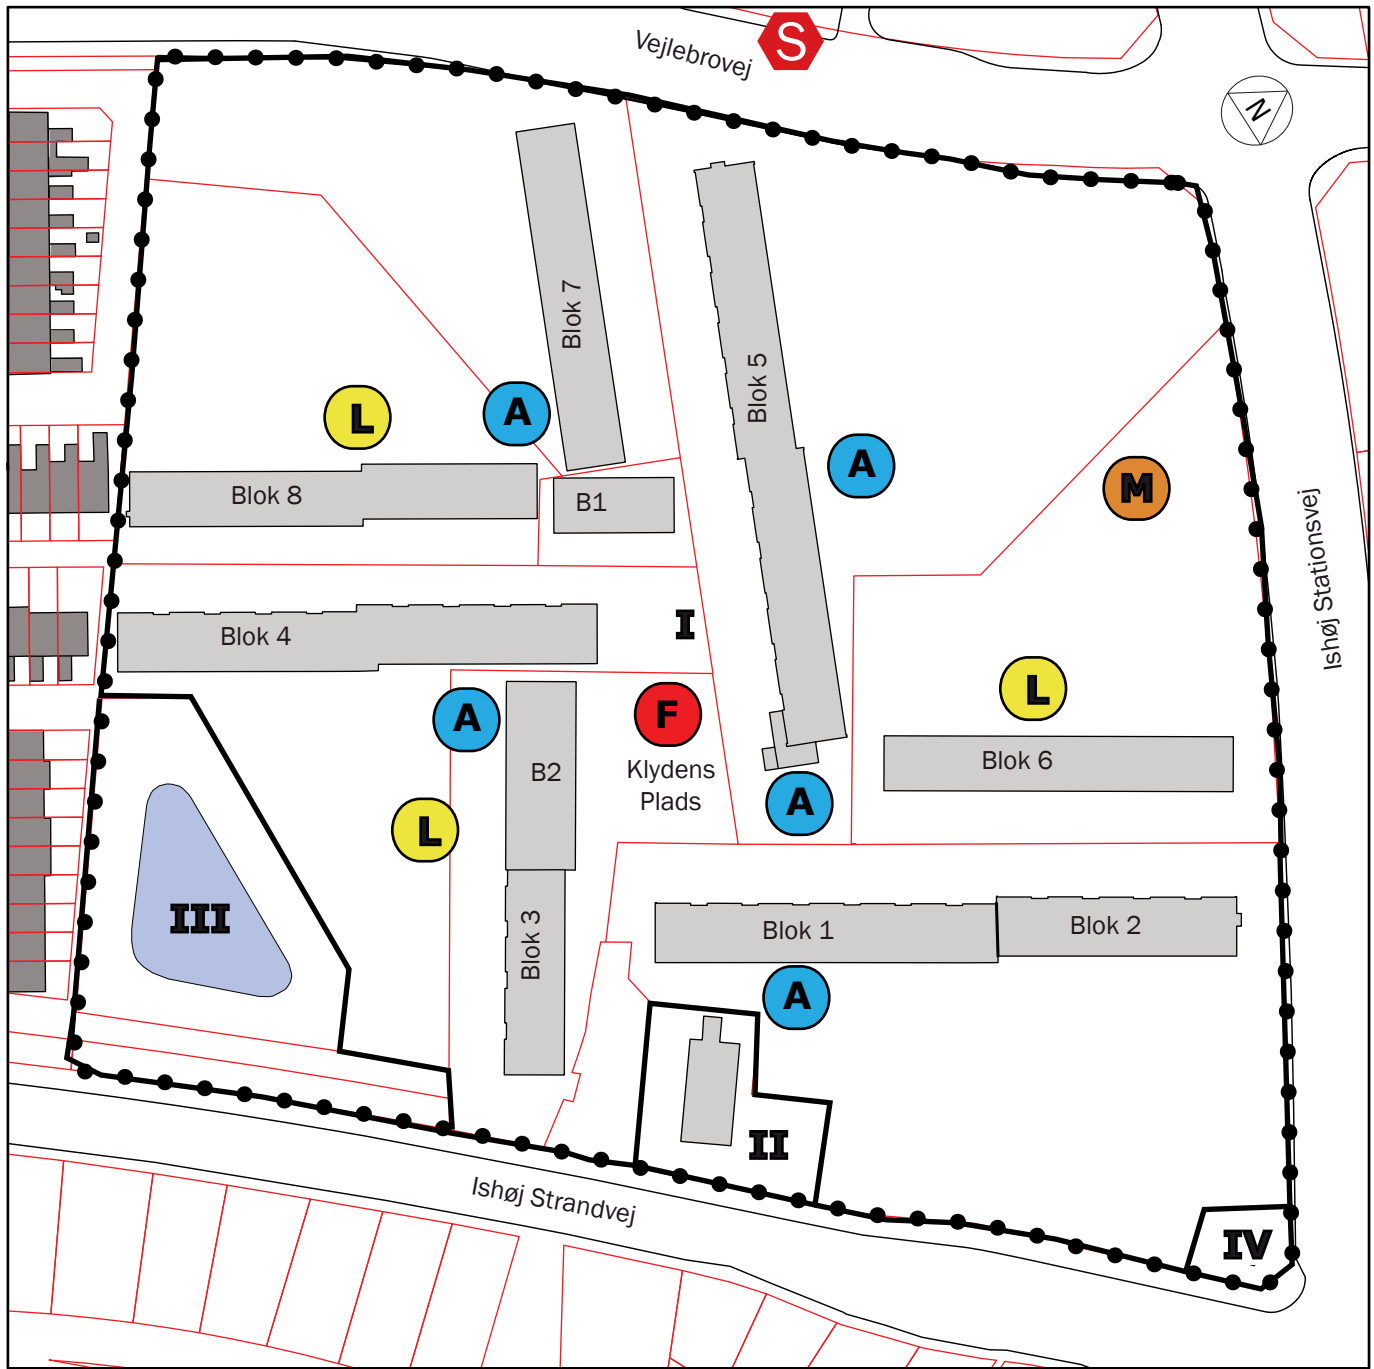 S
Vejlebrovej
N
Blok 7
Blok 5
L
A
A
M
Blok 8
B1
Ishøj Stationsvej
Blok 4
I
L
A
F
B2
Klydens
Plads
Blok 6
A
L
III
Blok 3
Blok 1
Blok 2
A
II
Ishøj Strandvej
IV